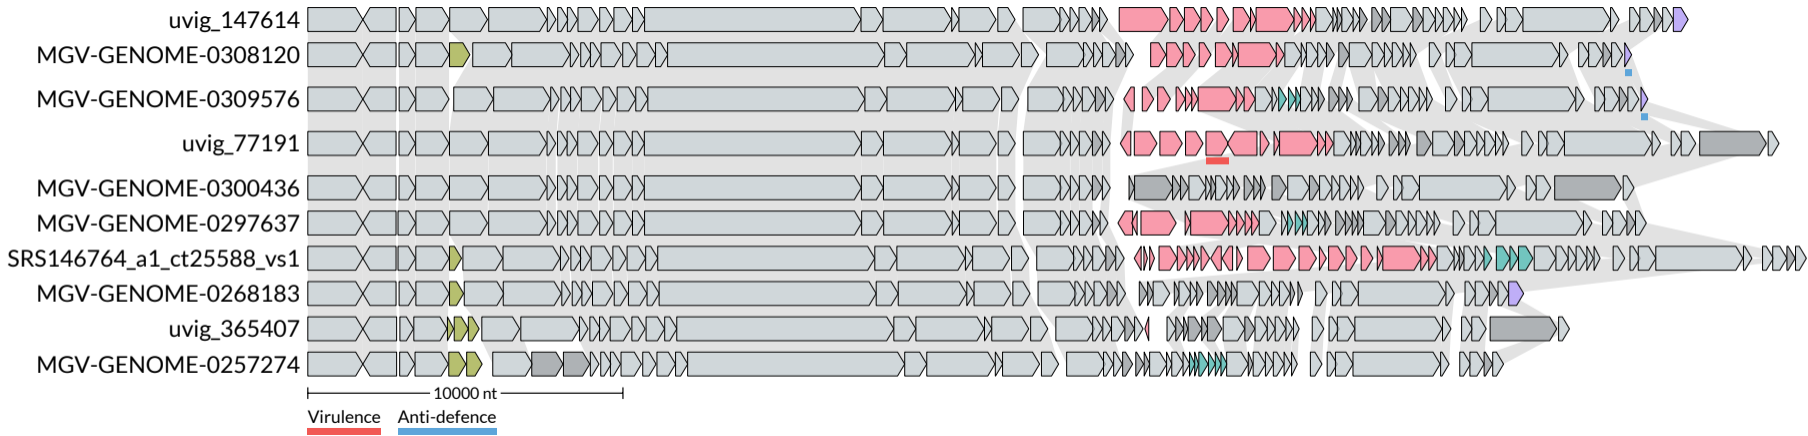 uvig_147614
MGV-GENOME-0308120
MGV-GENOME-0309576
uvig_77191
MGV-GENOME-0300436
MGV-GENOME-0297637
SRS146764_a1_ct25588_vs1
MGV-GENOME-0268183
uvig_365407
MGV-GENOME-0257274
10000 nt
Virulence Anti-defence